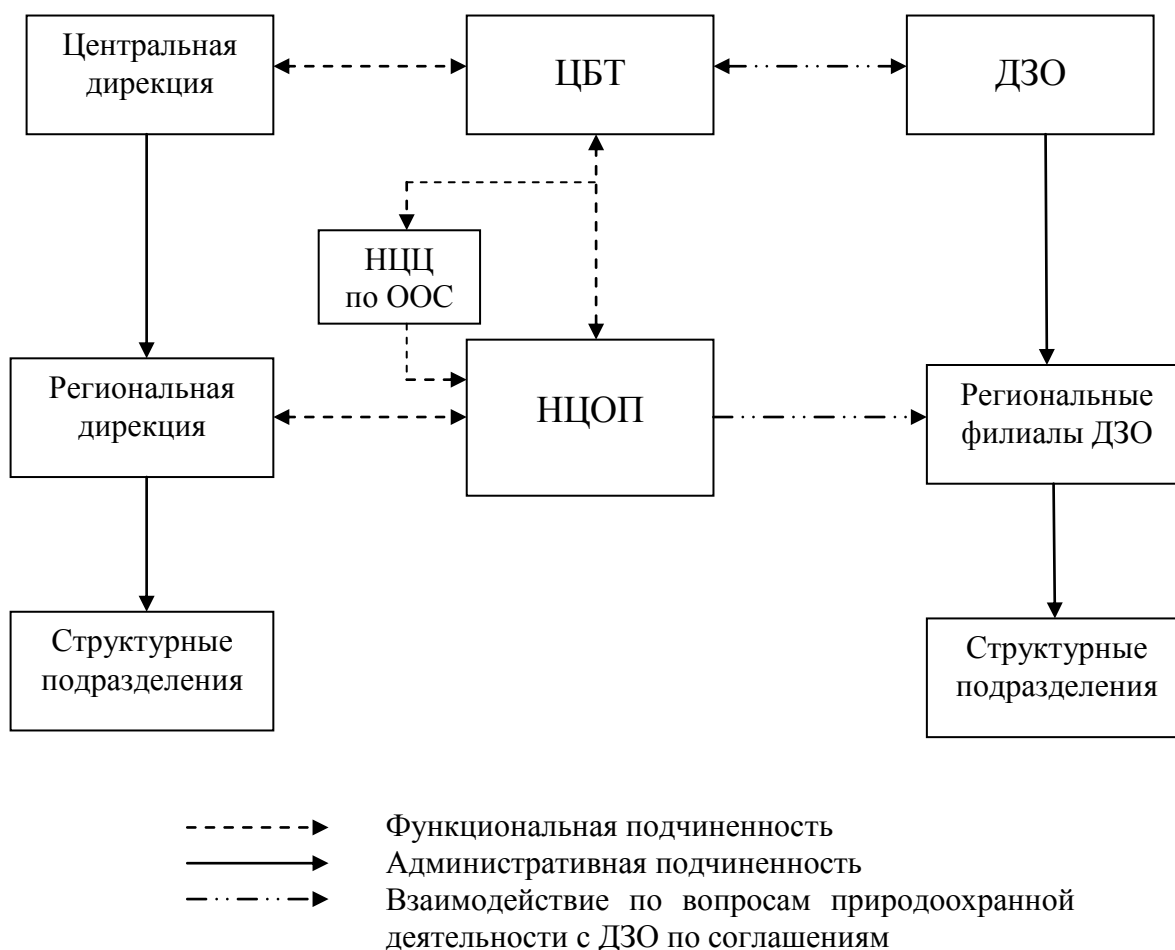 Центральная
дирекция
ЦБТ
ДЗО
НЦЦ
по ООС
Региональная
дирекция
НЦОП
Региональные
филиалы ДЗО
Структурные
подразделения
Структурные
подразделения
Функциональная подчиненность
Административная подчиненность
Взаимодействие по вопросам природоохранной
деятельности с ДЗО по соглашениям